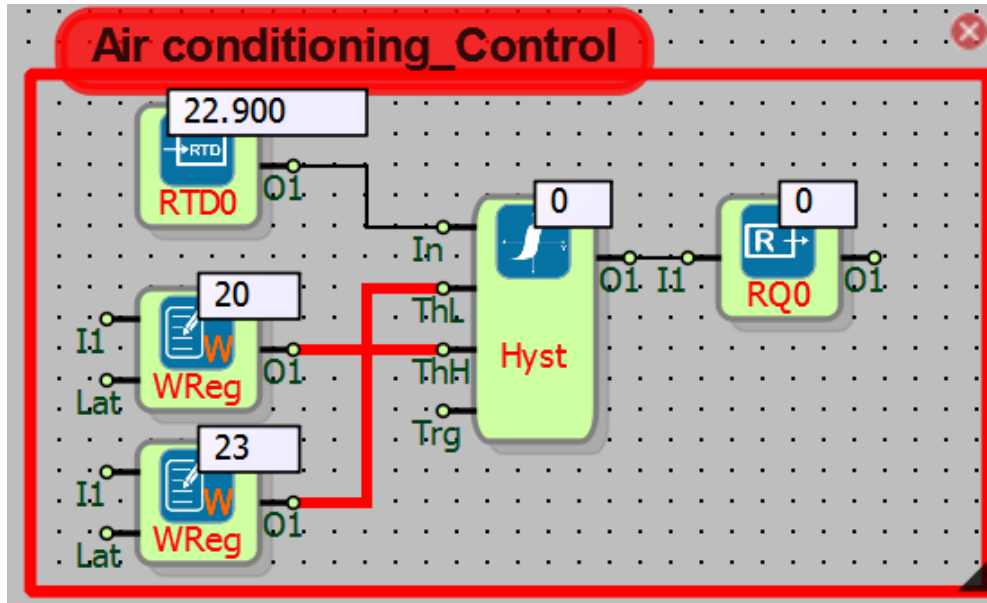 Air conditioning_Control
22.900
RTD
O1
RTD0
0
0
In
R
O1
I1
O1
RQ0
20
ThL
I1
W
O1
ThH
Hyst
WReg
Lat
Trg
23
I1
W
O1
WReg
Lat